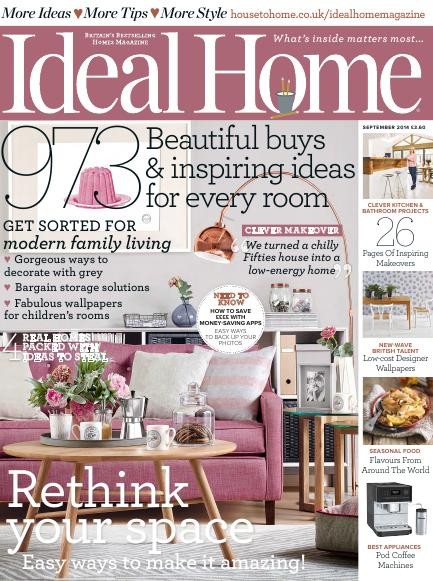 More Ideas ♥ More Tips ♥ More Style housetohome.co.uk/idealhomemagazine
BRITAIN'S BESTSELLING
HOMES MAGAZINE
What's inside matters most...
Ideal Home
SEPTEMBER 2014 £3.60
973
Beautiful buys
& inspiring ideas
for every room
GET SORTED FOR
modern family living
♥ Gorgeous ways to
decorate with grey
♥ Bargain storage solutions
♥ Fabulous wallpapers
for children's rooms
CLEVER MAKEOVER
We turned a chilly
Fifties house into a
low-energy home
NEED TO
KNOW
HOW TO SAVE
££££ WITH
MONEY-SAVING APPS
EASY WAYS
TO BACK UP YOUR
PHOTOS
4 REAL HOMES
PACKED WITH
IDEAS TO STEAL
CLEVER KITCHEN &
BATHROOM PROJECTS
26
Pages Of Inspiring
Makeovers
NEW-WAVE
BRITISH TALENT
Low-cost Designer
Wallpapers
SEASONAL FOOD
Flavours From
Around The World
BEST APPLIANCES
Pod Coffee
Machines
Rethink
your space
Easy ways to make it amazing!